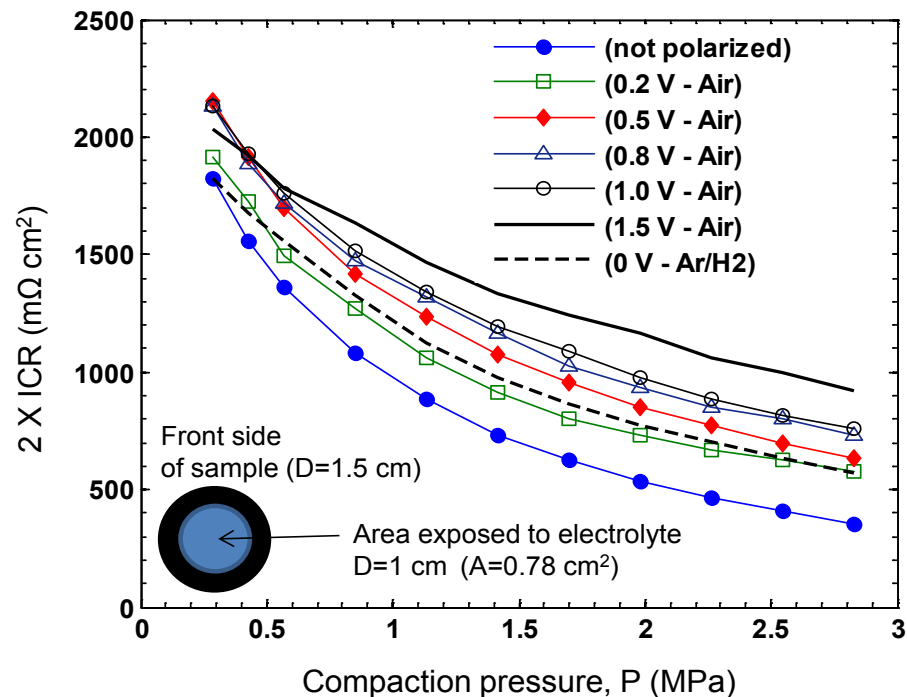 2500
2000
1500
1000
500
0
2 X ICR (mΩ cm²)
(not polarized)
(0.2 V - Air)
(0.5 V - Air)
(0.8 V - Air)
(1.0 V - Air)
(1.5 V - Air)
(0 V - Ar/H2)
Front side
of sample (D=1.5 cm)
Area exposed to electrolyte
D=1 cm (A=0.78 cm²)
0 0.5 1 1.5 2 2.5 3
Compaction pressure, P (MPa)